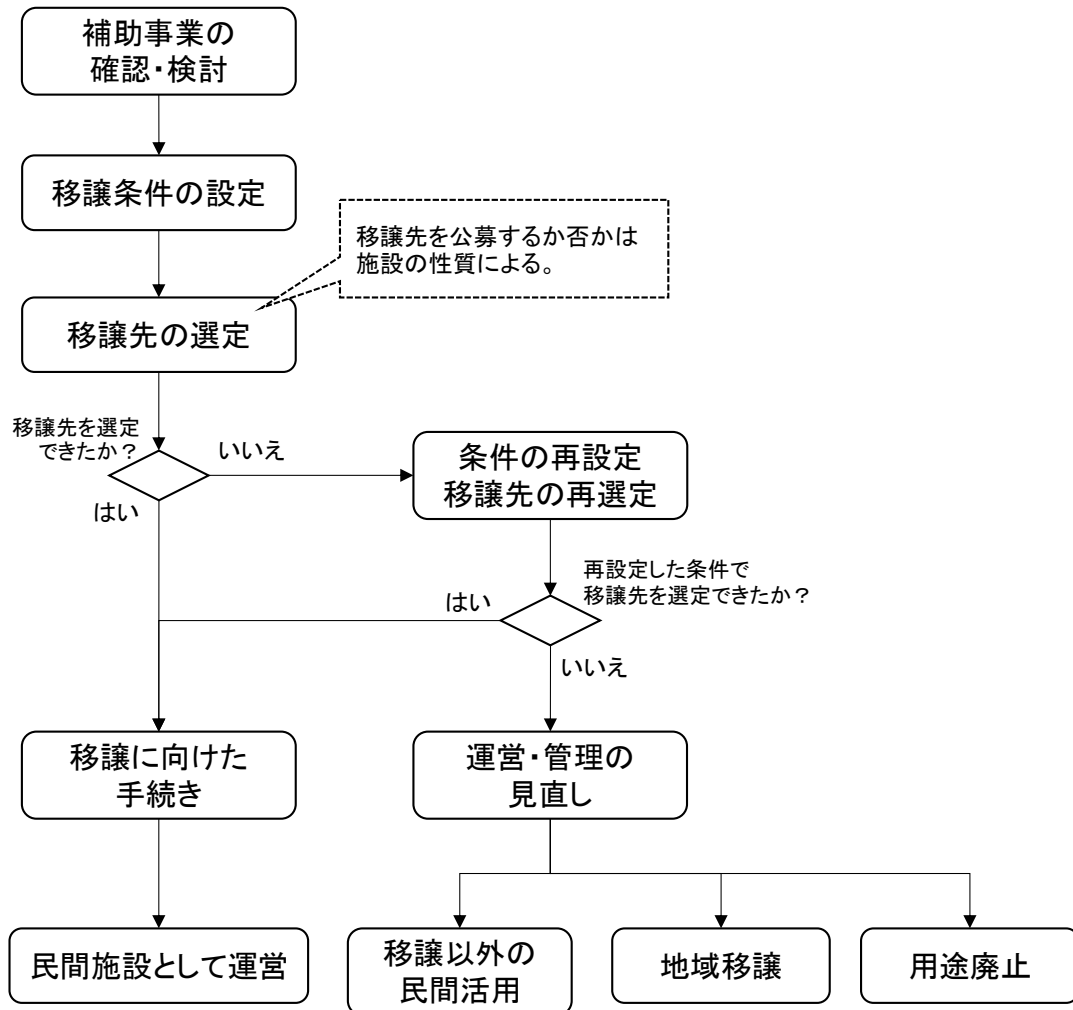 補助事業の
確認・検討
移譲条件の設定
移譲先を公募するか否かは
施設の性質による。
移譲先の選定
移譲先を選定
できたか？
いいえ
はい
条件の再設定
移譲先の再選定
再設定した条件で
移譲先を選定できたか？
はい
いいえ
移譲に向けた
手続き
運営・管理の
見直し
民間施設として運営
移譲以外の
民間活用
地域移譲
用途廃止